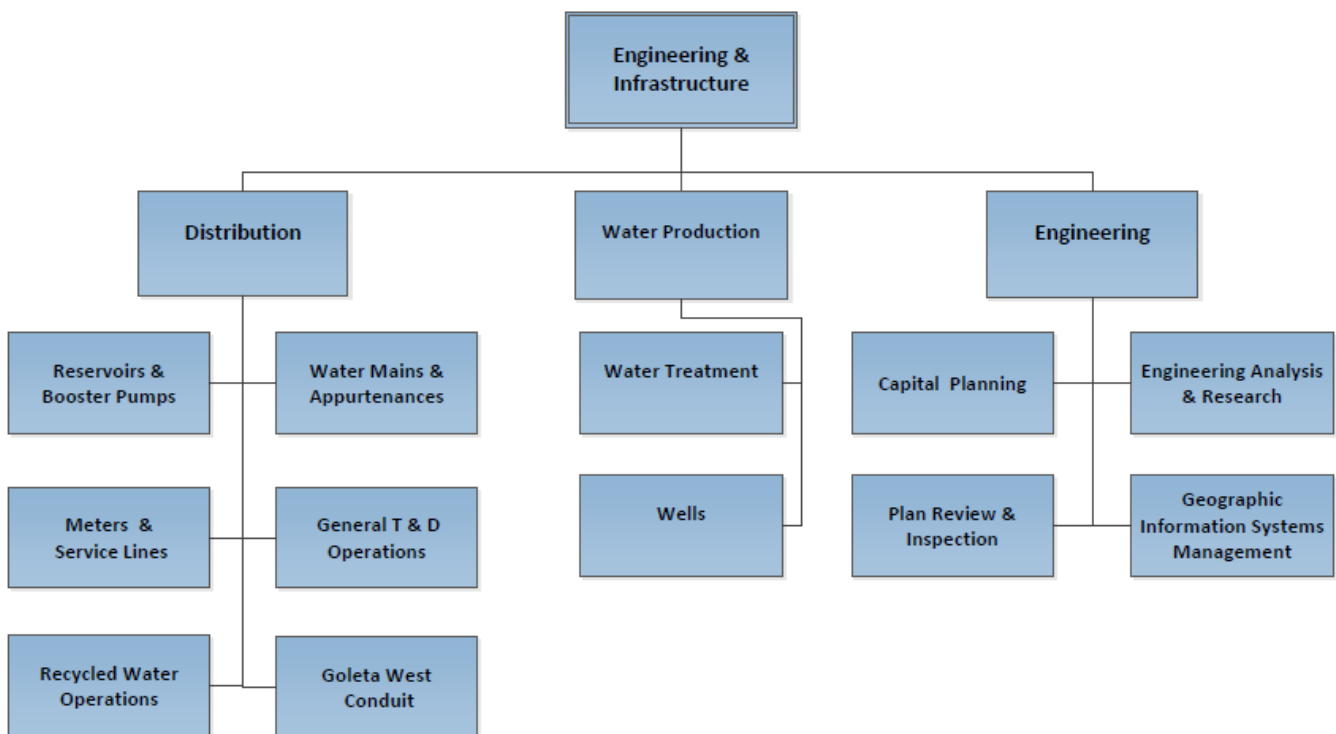 Engineering &
Infrastructure
Distribution
Water Production
Engineering
Reservoirs &
Booster Pumps
Water Mains &
Appurtenances
Water Treatment
Capital Planning
Engineering Analysis
& Research
Meters &
Service Lines
General T & D
Operations
Wells
Plan Review &
Inspection
Geographic
Information Systems
Management
Recycled Water
Operations
Goleta West
Conduit